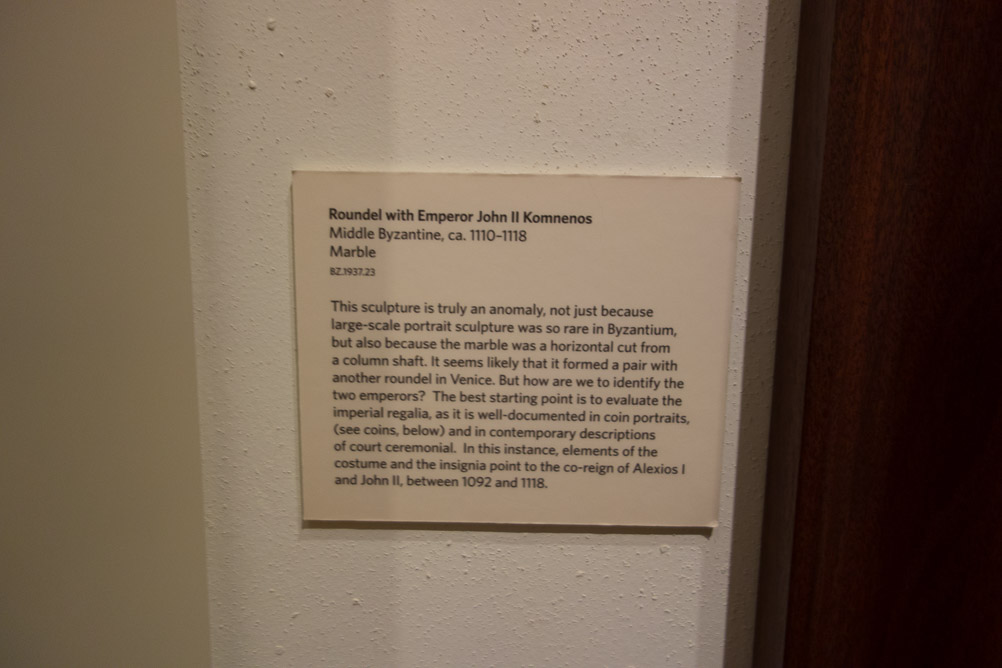 Roundel with Emperor John II Komnenos
Middle Byzantine, ca. 1110–1118
Marble
BZ.1937.23
This sculpture is truly an anomaly, not just because
large-scale portrait sculpture was so rare in Byzantium,
but also because the marble was a horizontal cut from
a column shaft. It seems likely that it formed a pair with
another roundel in Venice. But how are we to identify the
two emperors? The best starting point is to evaluate the
imperial regalia, as it is well-documented in coin portraits,
(see coins, below) and in contemporary descriptions
of court ceremonial. In this instance, elements of the
costume and the insignia point to the co-reign of Alexios I
and John II, between 1092 and 1118.